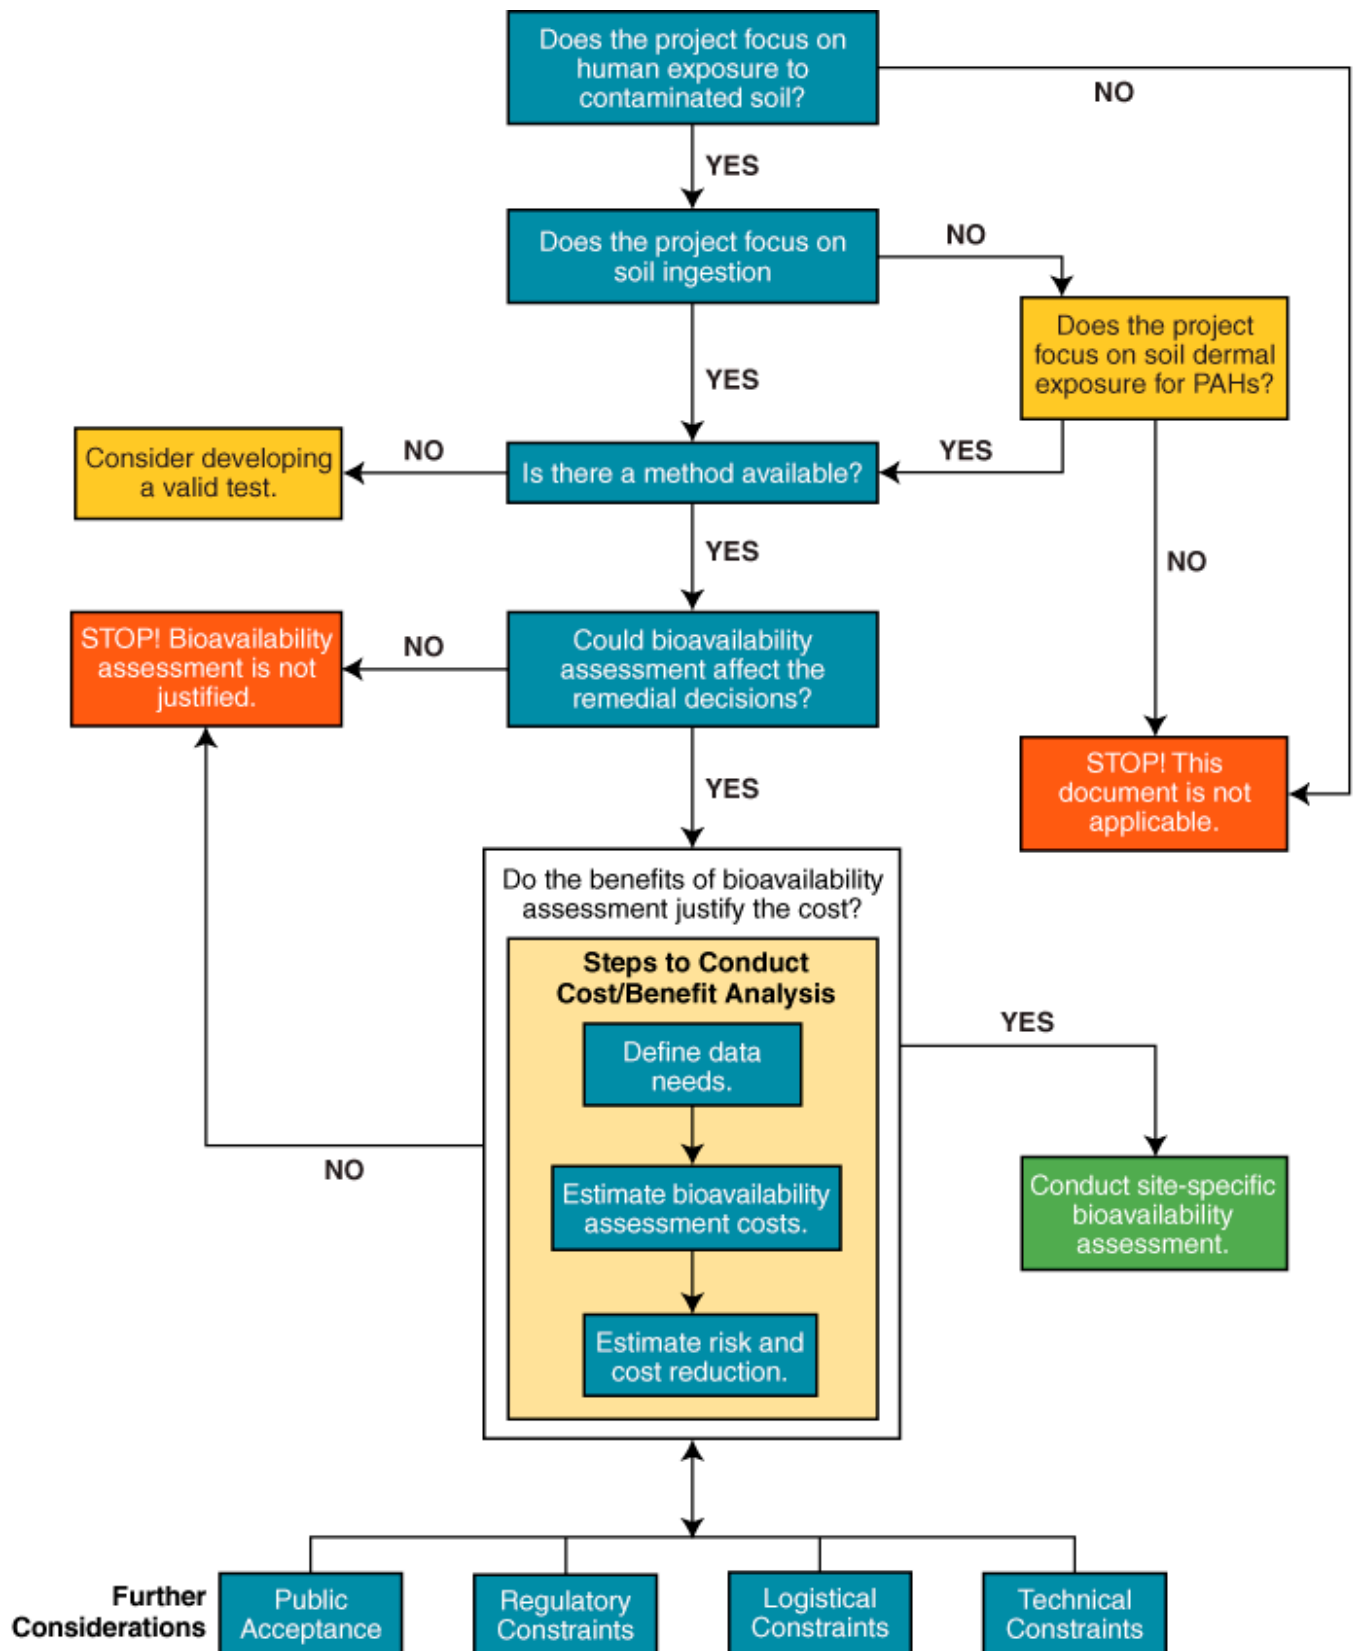 Does the project focus on
human exposure to
contaminated soil?
NO
YES
Does the project focus on
soil ingestion
NO
Does the project
focus on soil dermal
exposure for PAHs?
YES
Consider developing
a valid test.
NO
Is there a method available?
YES
YES
NO
STOP! Bioavailability
assessment is not
justified.
NO
Could bioavailability
assessment affect the
remedial decisions?
STOP! This
document is not
applicable.
YES
Do the benefits of bioavailability
assessment justify the cost?
Steps to Conduct
Cost/Benefit Analysis
Define data
needs.
YES
Estimate bioavailability
assessment costs.
NO
Conduct site-specific
bioavailability
assessment.
Estimate risk and
cost reduction.
Further
Considerations
Public
Acceptance
Regulatory
Constraints
Logistical
Constraints
Technical
Constraints